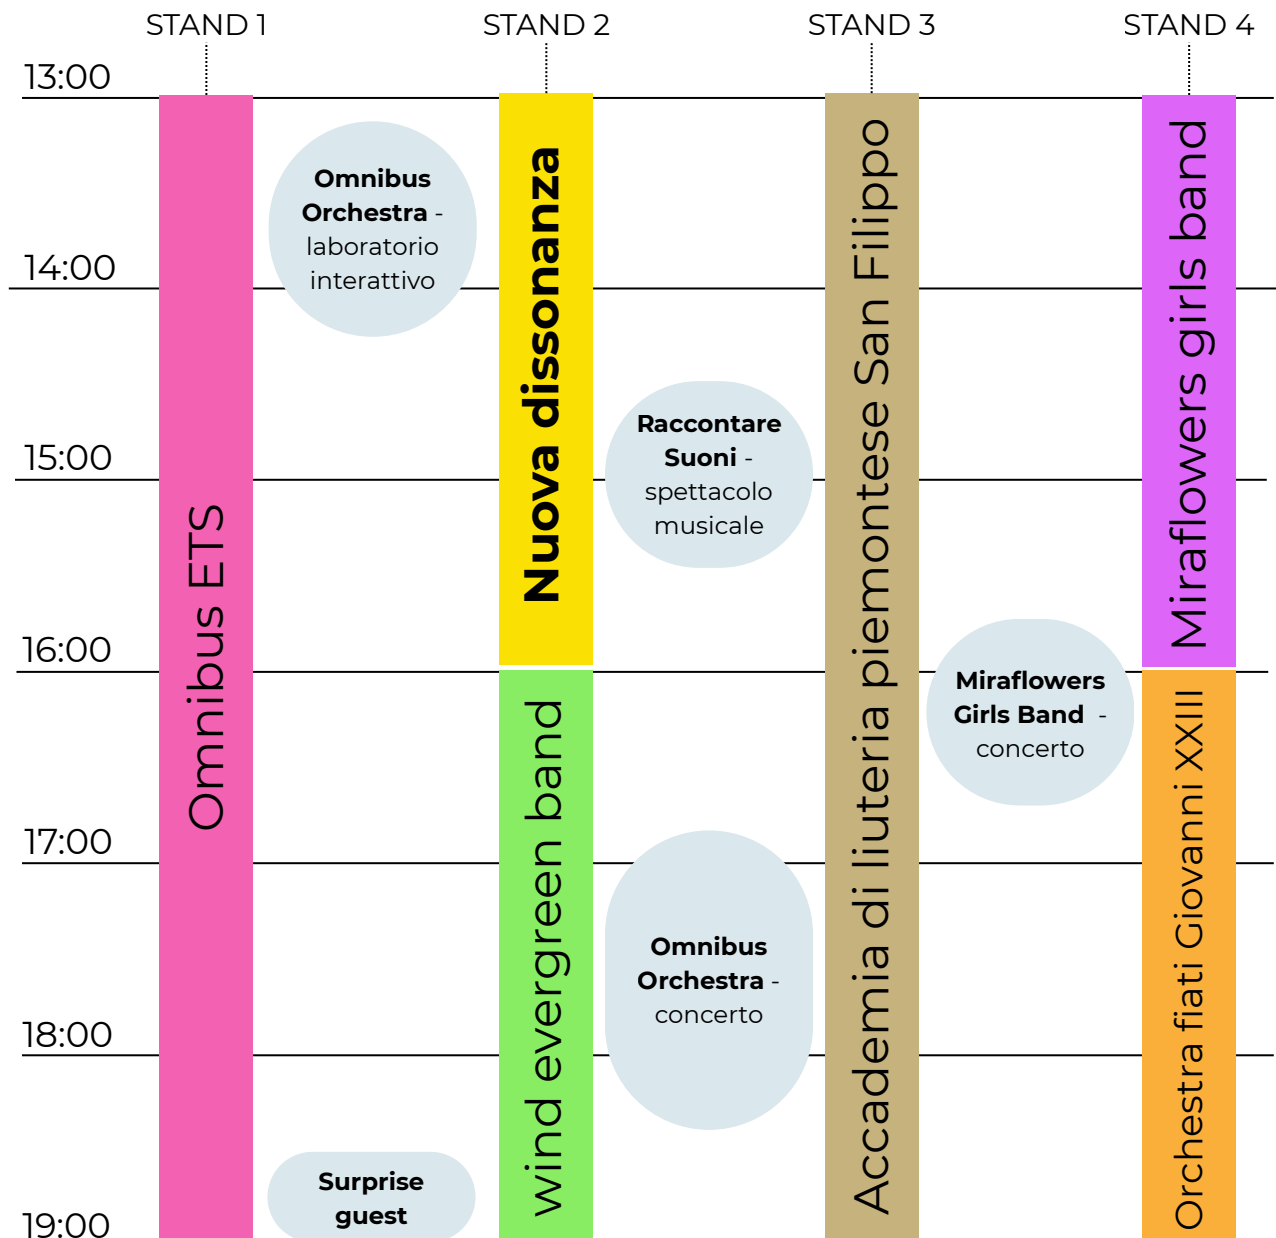 STAND 1
STAND 2
STAND 3
STAND 4
13:00
14:00
15:00
16:00
17:00
18:00
19:00
Omnibus ETS
Omnibus
Orchestra -
laboratorio
interattivo
Surprise
guest
Nuova dissonanza
wind evergreen band
Raccontare
Suoni -
spettacolo
musicale
Omnibus
Orchestra -
concerto
Accademia di liuteria piemontese San Filippo
Miraflowers
Girls Band -
concerto
Miraflowers girls band
Orchestra fiati Giovanni XXIII